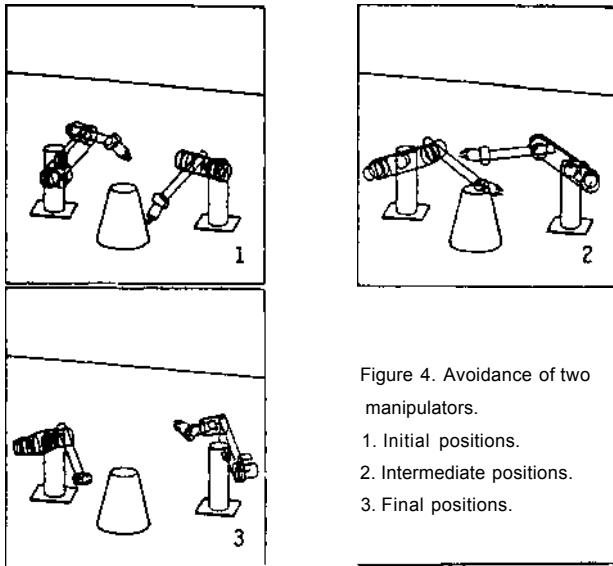 1
2
3
Figure 4. Avoidance of two
manipulators.
1. Initial positions.
2. Intermediate positions.
3. Final positions.